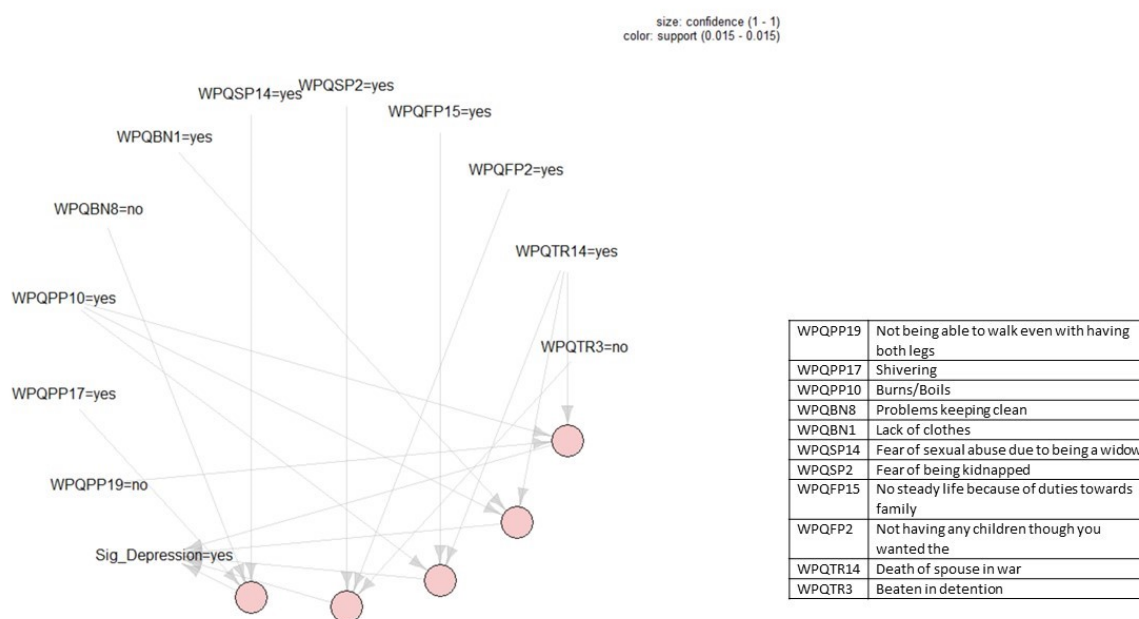 size: confidence (1 - 1)
color: support (0.015 - 0.015)
WPQSP2=yes
WPQSP14=yes
WPQFP15=yes
WPQBN1=yes
WPQFP2=yes
WPQBN8=no
WPQTR14=yes
WPQPP10=yes
WPQTR3=no
WPQPP17=yes
WPQPP19=no
Sig_Depression=yes
WPQPP19 Not being able to walk even with having
both legs
WPQPP17 Shivering
WPQPP10 Burns/Boils
WPQBN8 Problems keeping clean
WPQBN1 Lack of clothes
WPQSP14 Fear of sexual abuse due to being a widow
WPQSP2 Fear of being kidnapped
WPQFP15 No steady life because of duties towards
family
WPQFP2 Not having any children though you
wanted the
WPQTR14 Death of spouse in war
WPQTR3 Beaten in detention